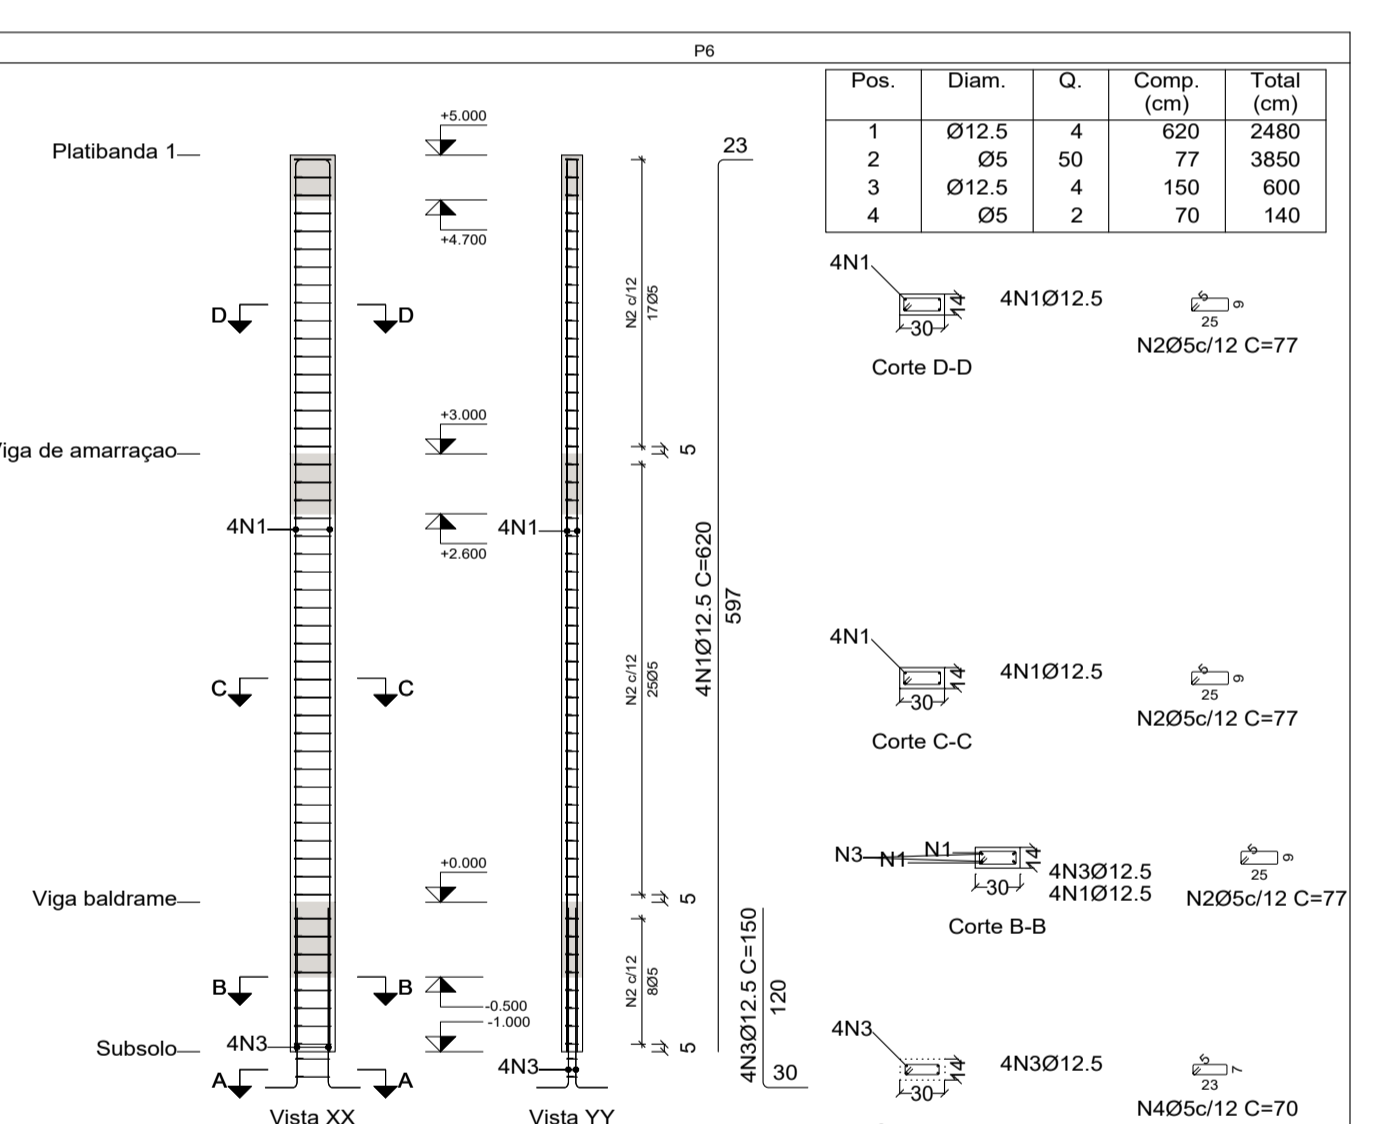 P6
Pos. Diam. Q. Comp. (cm) Total (cm)
1 Ø12.5 4 620 2480
2 Ø5 50 77 3850
3 Ø12.5 4 150 600
4 Ø5 2 70 140
Platibanda 1
+5.000
+4.700
23
D D
N2 c/12
17Ø5
4N1
4N1Ø12.5
5
9
25
14
30
N2Ø5c/12 C=77
Corte D-D
Viga de amarraçao
+3.000
5
4N1
4N1
+2.600
4N1Ø12.5 C=620
597
C C
N2 c/12
25Ø5
4N1
4N1Ø12.5
5
9
25
14
30
N2Ø5c/12 C=77
Corte C-C
Viga baldrame
+0.000
5
N3 N1 N1
14
30
4N3Ø12.5
4N1Ø12.5
5
9
25
N2Ø5c/12 C=77
Corte B-B
B B
-0.500
-1.000
N2 c/12
8Ø5
4N3Ø12.5 C=150
120
30
Subsolo
4N3
4N3
5
A A
4N3
4N3Ø12.5
14
30
5
7
23
N4Ø5c/12 C=70
Vista XX
Vista YY